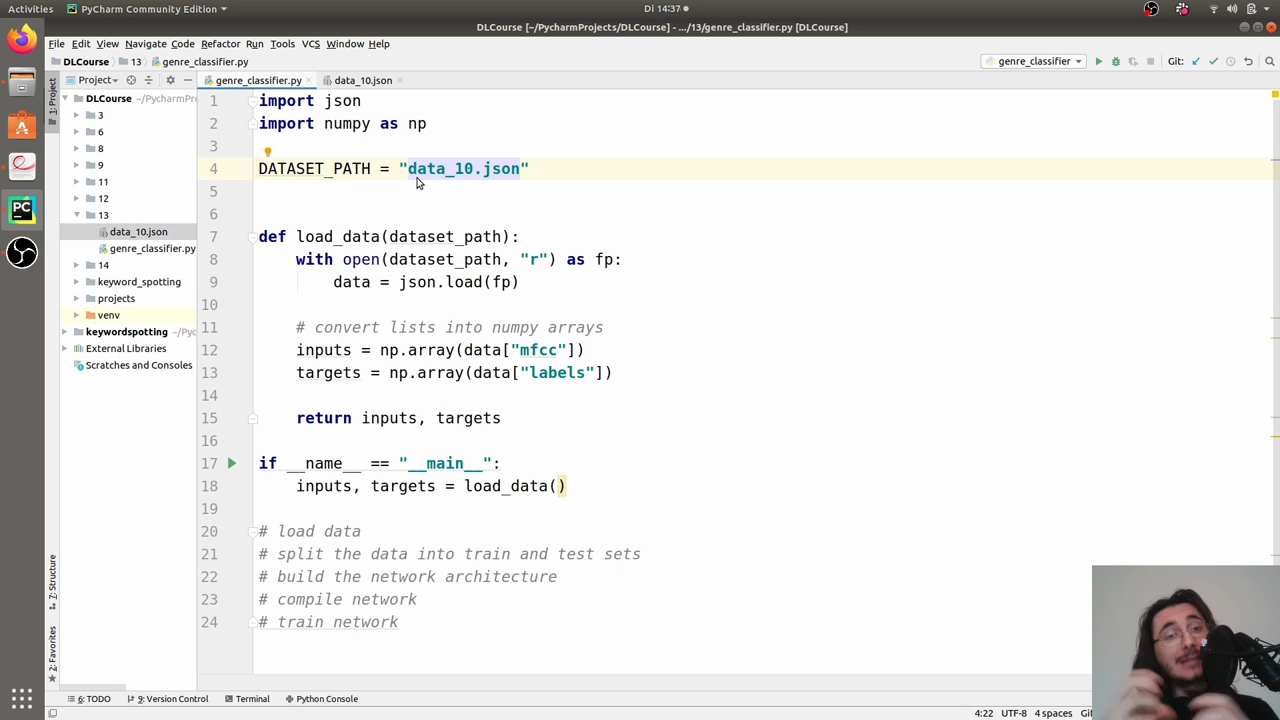 Activities
PyCharm Community Edition
Di 14:37
DLCourse [~/PycharmProjects/DLCourse] - .../13/genre_classifier.py [DLCourse]
File Edit View Navigate Code Refactor Run Tools VCS Window Help
DLCourse 13 genre_classifier.py
genre_classifier
Git:
Project
genre_classifier.py
data_10.json
1: Project
DLCourse
3
6
8
9
11
12
13
data_10.json
genre_classifier.py
14
keyword_spotting
projects
venv
keywordspotting ~/Pyc
External Libraries
Scratches and Consoles
1 import json
2 import numpy as np
3
4 DATASET_PATH = "data_10.json"
5
6
7 def load_data(dataset_path):
8 with open(dataset_path, "r") as fp:
9 data = json.load(fp)
10
11 # convert lists into numpy arrays
12 inputs = np.array(data["mfcc"])
13 targets = np.array(data["labels"])
14
15 return inputs, targets
16
17 if __name__ == "__main__":
18 inputs, targets = load_data()
19
20 # load data
21 # split the data into train and test sets
22 # build the network architecture
23 # compile network
24 # train network
7: Structure
2: Favorites
6: TODO
9: Version Control
Terminal
Python Console
4:22 UTF-8 4 spaces Git